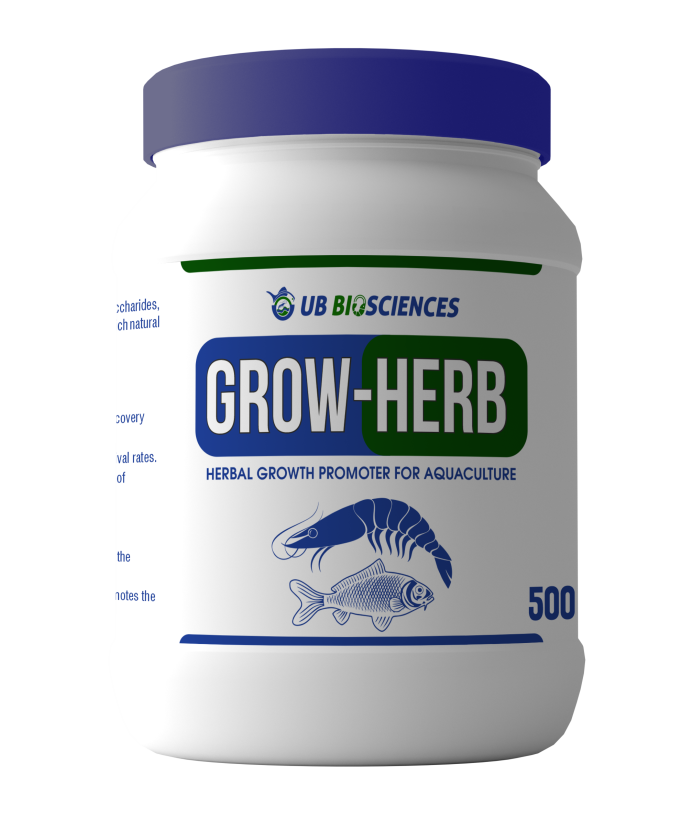 UB BIOSCIENCES
GROW-HERB
HERBAL GROWTH PROMOTER FOR AQUACULTURE
500
ccharides,
ch natural
covery
val rates.
of
the
notes the